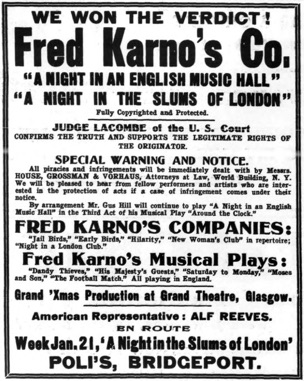 WE WON THE VERDICT!
Fred Karno's Co.
"A NIGHT IN AN ENGLISH MUSIC HALL"
"A NIGHT IN THE SLUMS OF LONDON"
Fully Copyrighted and Protected.
JUDGE LACOMBE of the U. S. Court
CONFIRMS THE TRUTH AND SUPPORTS THE LEGITIMATE RIGHTS OF
THE ORIGINATOR.
SPECIAL WARNING AND NOTICE.
All piracies and infringements will be immediately dealt with by Messrs.
HOUSE, GROSSMAN & VORHAUS, Attorneys at Law, World Building, N. Y.
We will be pleased to hear from fellow performers and artists who are inter-
ested in the protection of acts if a case of infringement comes under their
notice.
By arrangement Mr. Gus Hill will continue to play "A Night in an English
Music Hall" in the Third Act of his Musical Play "Around the Clock."
FRED KARNO'S COMPANIES:
"Jail Birds," "Early Birds," "Hilarity," "New Woman's Club" in repertoire;
"Night in a London Club."
Fred Karno's Musical Plays:
"Dandy Thieves," "His Majesty's Guests," "Saturday to Monday," "Moses
and Son," "The Football Match." All playing in England.
Grand 'Xmas Production at Grand Theatre, Glasgow.
American Representative: ALF REEVES.
EN ROUTE
Week Jan. 21, 'A Night in the Slums of London'
POLI'S, BRIDGEPORT.